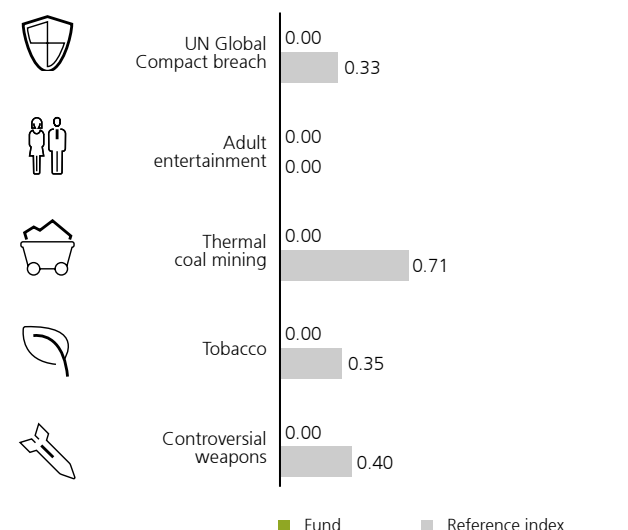 UN Global
Compact breach
0.00
0.33
Adult
entertainment
0.00
0.00
Thermal
coal mining
0.00
0.71
Tobacco
0.00
0.35
Controversial
weapons
0.00
0.40
Fund
Reference index